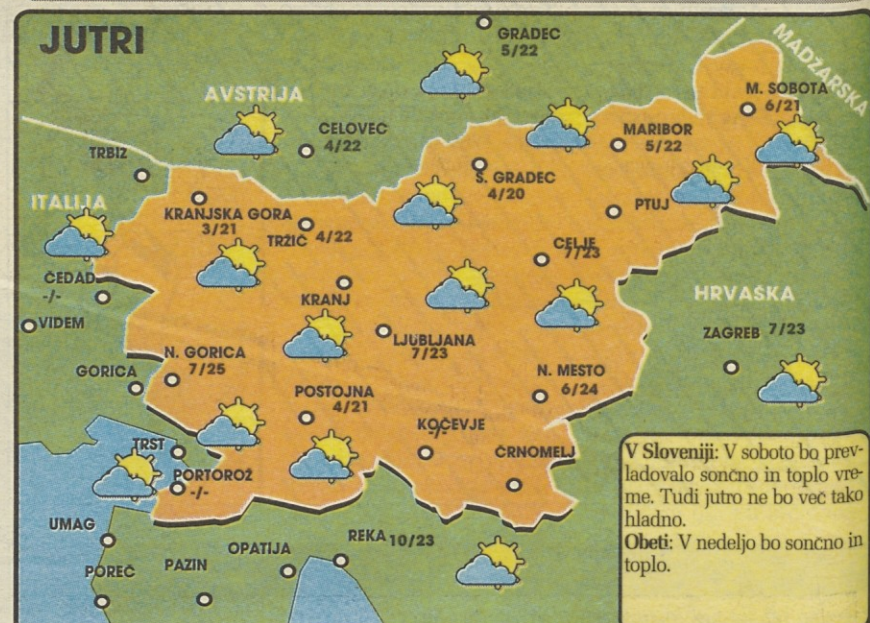 JUTRI
GRADEC
5/22
MADŽARSKA
AVSTRIJA
M. SOBOTA
6/21
CELOVEC
4/22
MARIBOR
5/22
TRBIZ
S. GRADEC
4/20
ITALIJA
KRANJSKA GORA
3/21
PTUJ
TRŽIČ 4/22
CELJE
7/23
ČEDAD
-/-
KRANJ
HRVAŠKA
VIDEM
LJUBLJANA
7/23
ZAGREB 7/23
GORICA
N. GORICA
7/25
N. MESTO
6/24
POSTOJNA
4/21
KOČEVJE
-/-
TRST
ČRNOMELJ
PORTOROŽ
-/-
UMAG
REKA 10/23
OPATIJA
PAZIN
POREČ
V Sloveniji: V soboto bo prev-
ladovalo sončno in toplo vre-
me. Tudi jutro ne bo več tako
hladno.
Obeti: V nedeljo bo sončno in
toplo.